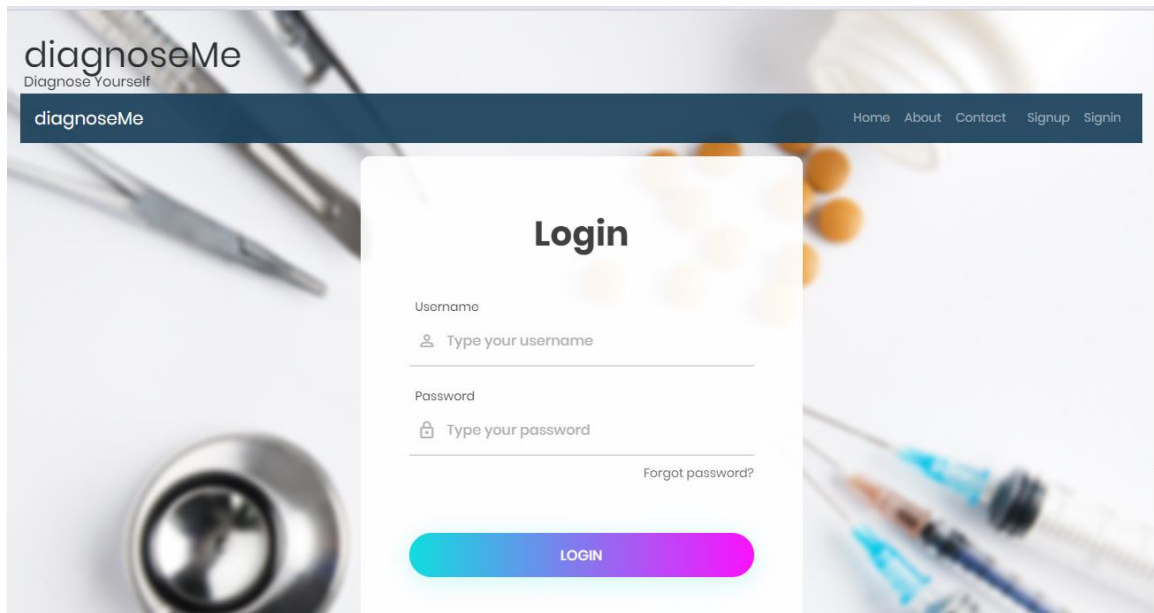 diagnoseMe
Diagnose Yourself
diagnoseMe Home About Contact Signup Signin
Login
Username
Type your username
Password
Type your password
Forgot password?
LOGIN